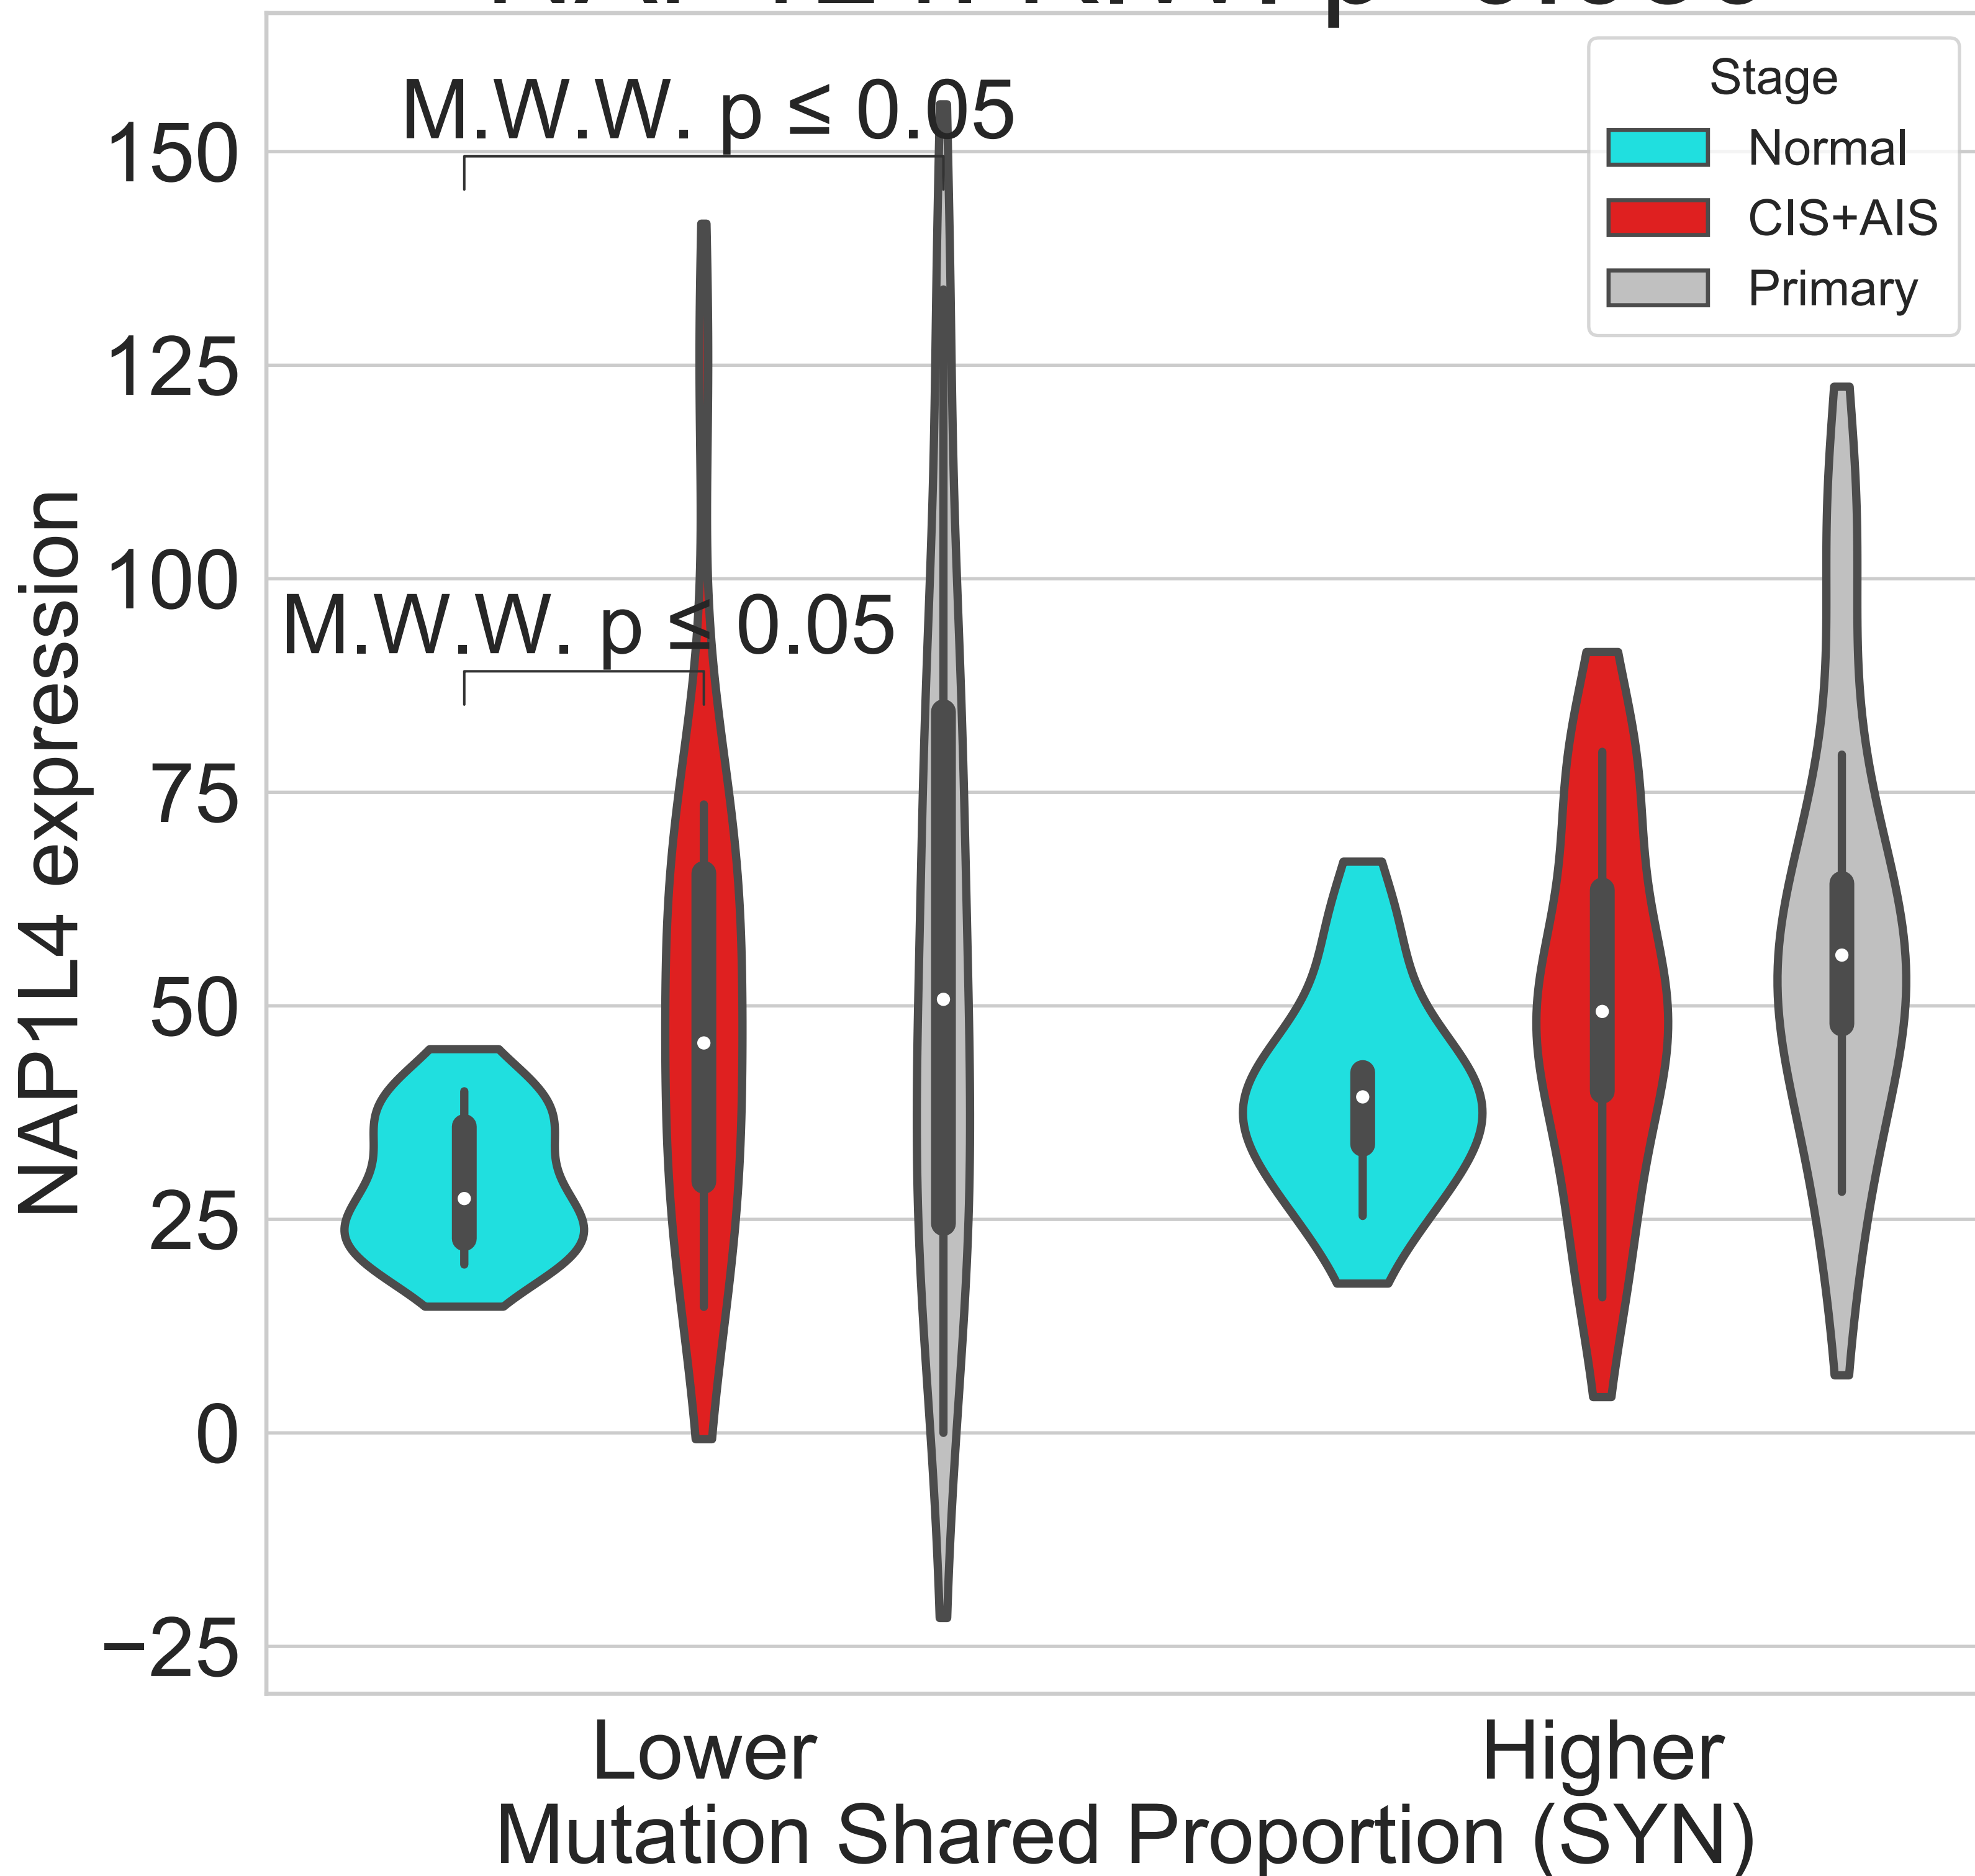 M.W.W. p ≤ 0.05
Stage
Normal
CIS+AIS
Primary
M.W.W. p ≤ 0.05
150
125
100
75
50
25
0
−25
NAP1L4 expression
Lower
Higher
Mutation Shared Proportion (SYN)